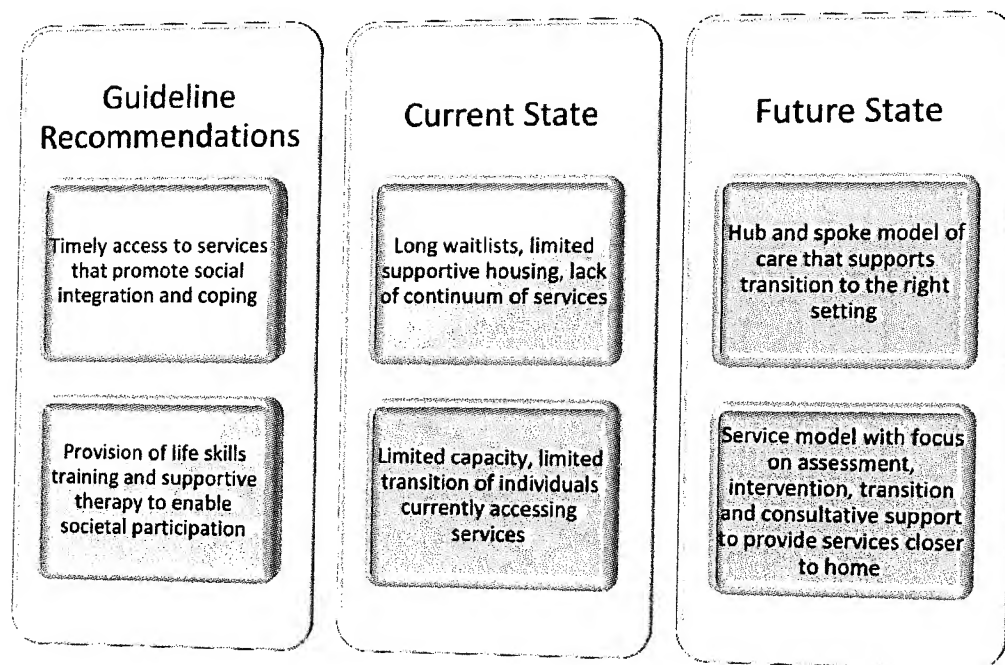 Guideline
Recommendations
Timely access to services
that promote social
integration and coping
Provision of life skills
training and supportive
therapy to enable
societal participation
Current State
Long waitlists, limited
supportive housing, lack
of continuum of services
Limited capacity, limited
transition of individuals
currently accessing
services
Future State
Hub and spoke model of
care that supports
transition to the right
setting
Service model with focus
on assessment,
intervention, transition
and consultative support
to provide services closer
to home